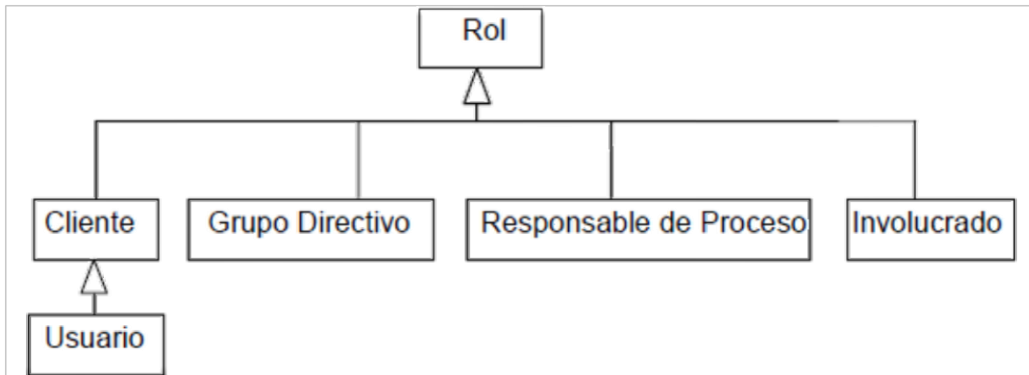 Rol
Cliente
Grupo Directivo
Responsable de Proceso
Involucrado
Usuario